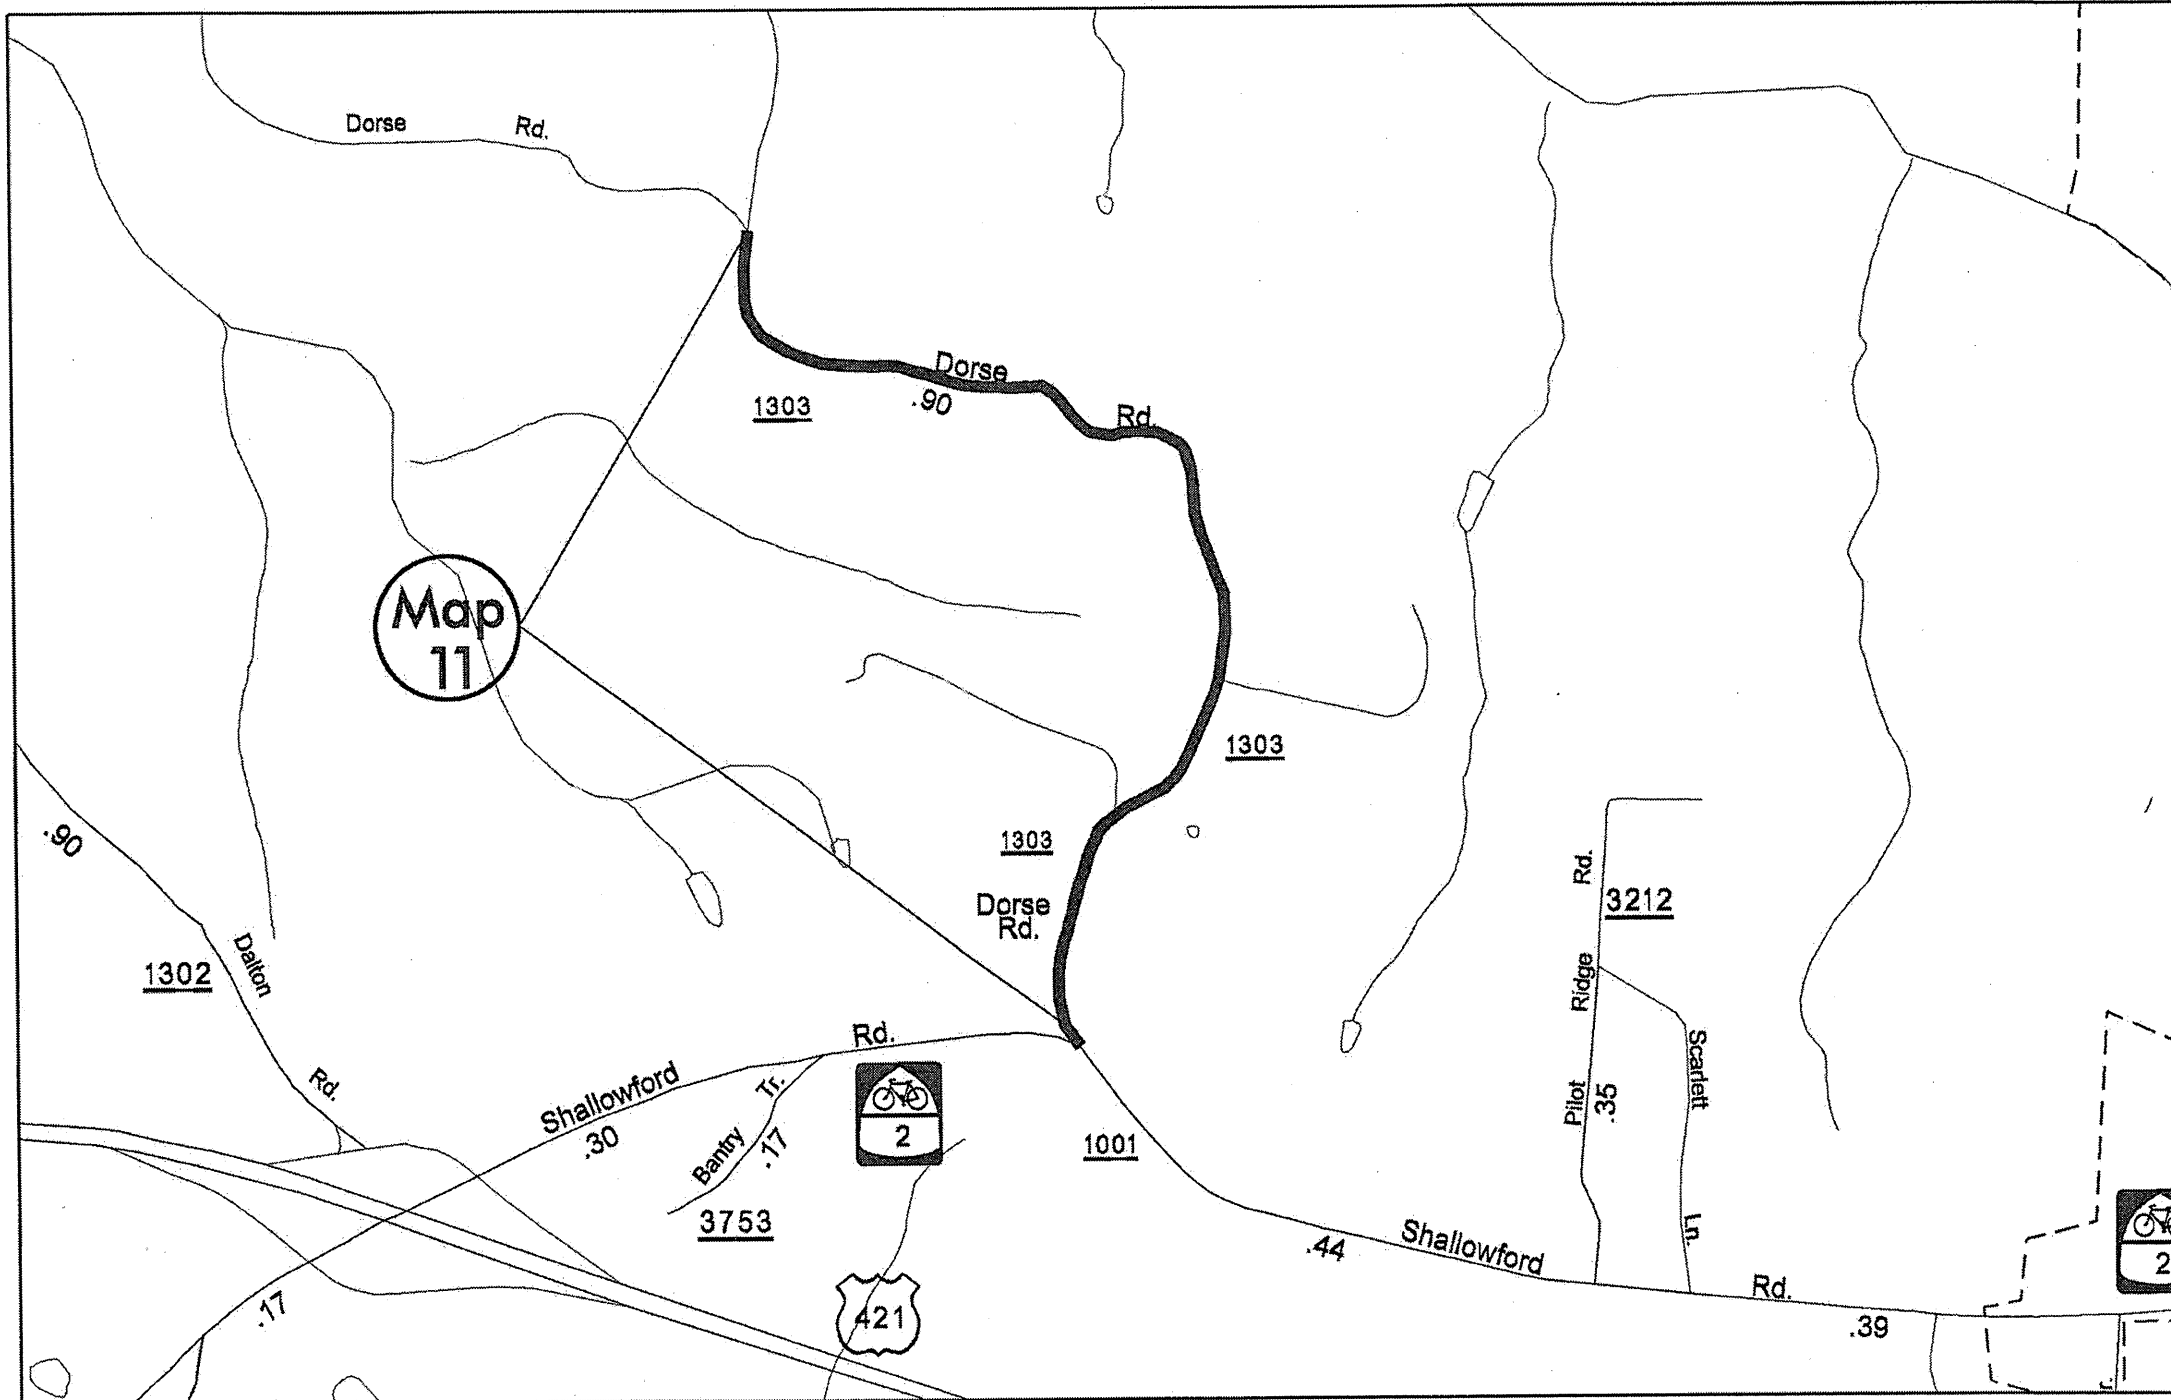 Dorse Rd.
Dorse
.90
Rd.
1303
Map
11
1303
.90
1303
Dorse
Rd.
3212
Pilot Ridge Rd.
.35
1302
Dalton
Rd.
Scarlett
Ln.
Shallowford Rd.
.30
Bantry Tr.
.17
3753
2
1001
421
.17
.44
Shallowford Rd.
.39
2